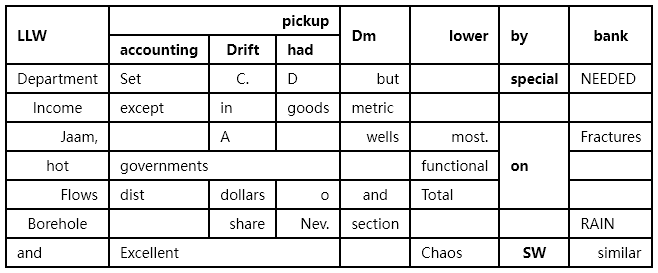 LLW pickup Dm lower by bank
accounting Drift had
Department Set C. D but special NEEDED
Income except in goods metric
Jaam, A wells most. Fractures
hot governments functional on
Flows dist dollars o and Total
Borehole share Nev. section RAIN
and Excellent Chaos SW similar